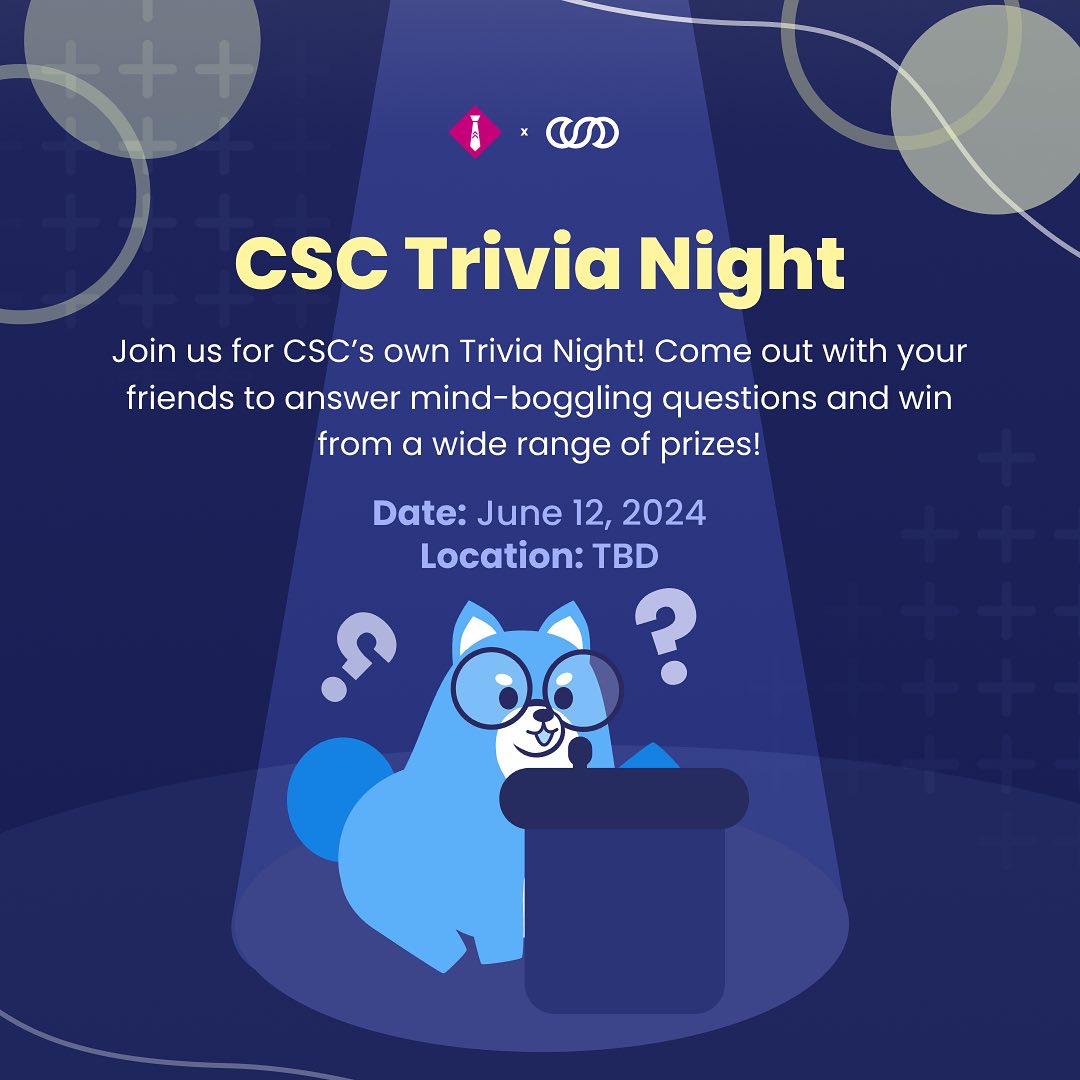 x
CSC Trivia Night
Join us for CSC’s own Trivia Night! Come out with your
friends to answer mind-boggling questions and win
from a wide range of prizes!
Date: June 12, 2024
Location: TBD
? ?